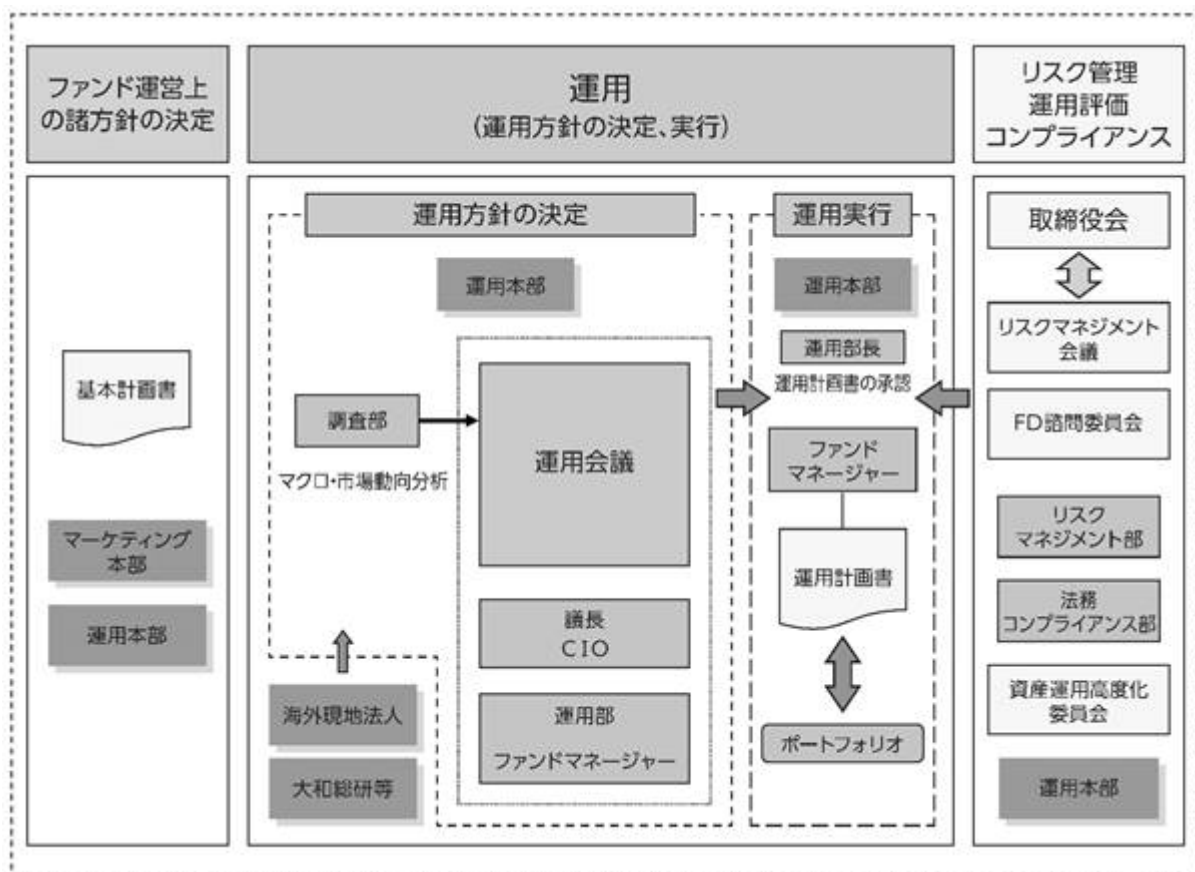 ファンド運営上
の諸方針の決定
運用
(運用方針の決定、実行)
リスク管理
運用評価
コンプライアンス
基本計画書
マーケティング
本部
運用本部
運用方針の決定
運用本部
調査部
マクロ・市場動向分析
運用会議
議長
CIO
運用部
ファンドマネージャー
海外現地法人
大和総研等
運用実行
運用本部
運用部長
運用計画書の承認
ファンド
マネージャー
運用計画書
ポートフォリオ
取締役会
リスクマネジメント
会議
FD諮問委員会
リスク
マネジメント部
法務
コンプライアンス部
資産運用高度化
委員会
運用本部